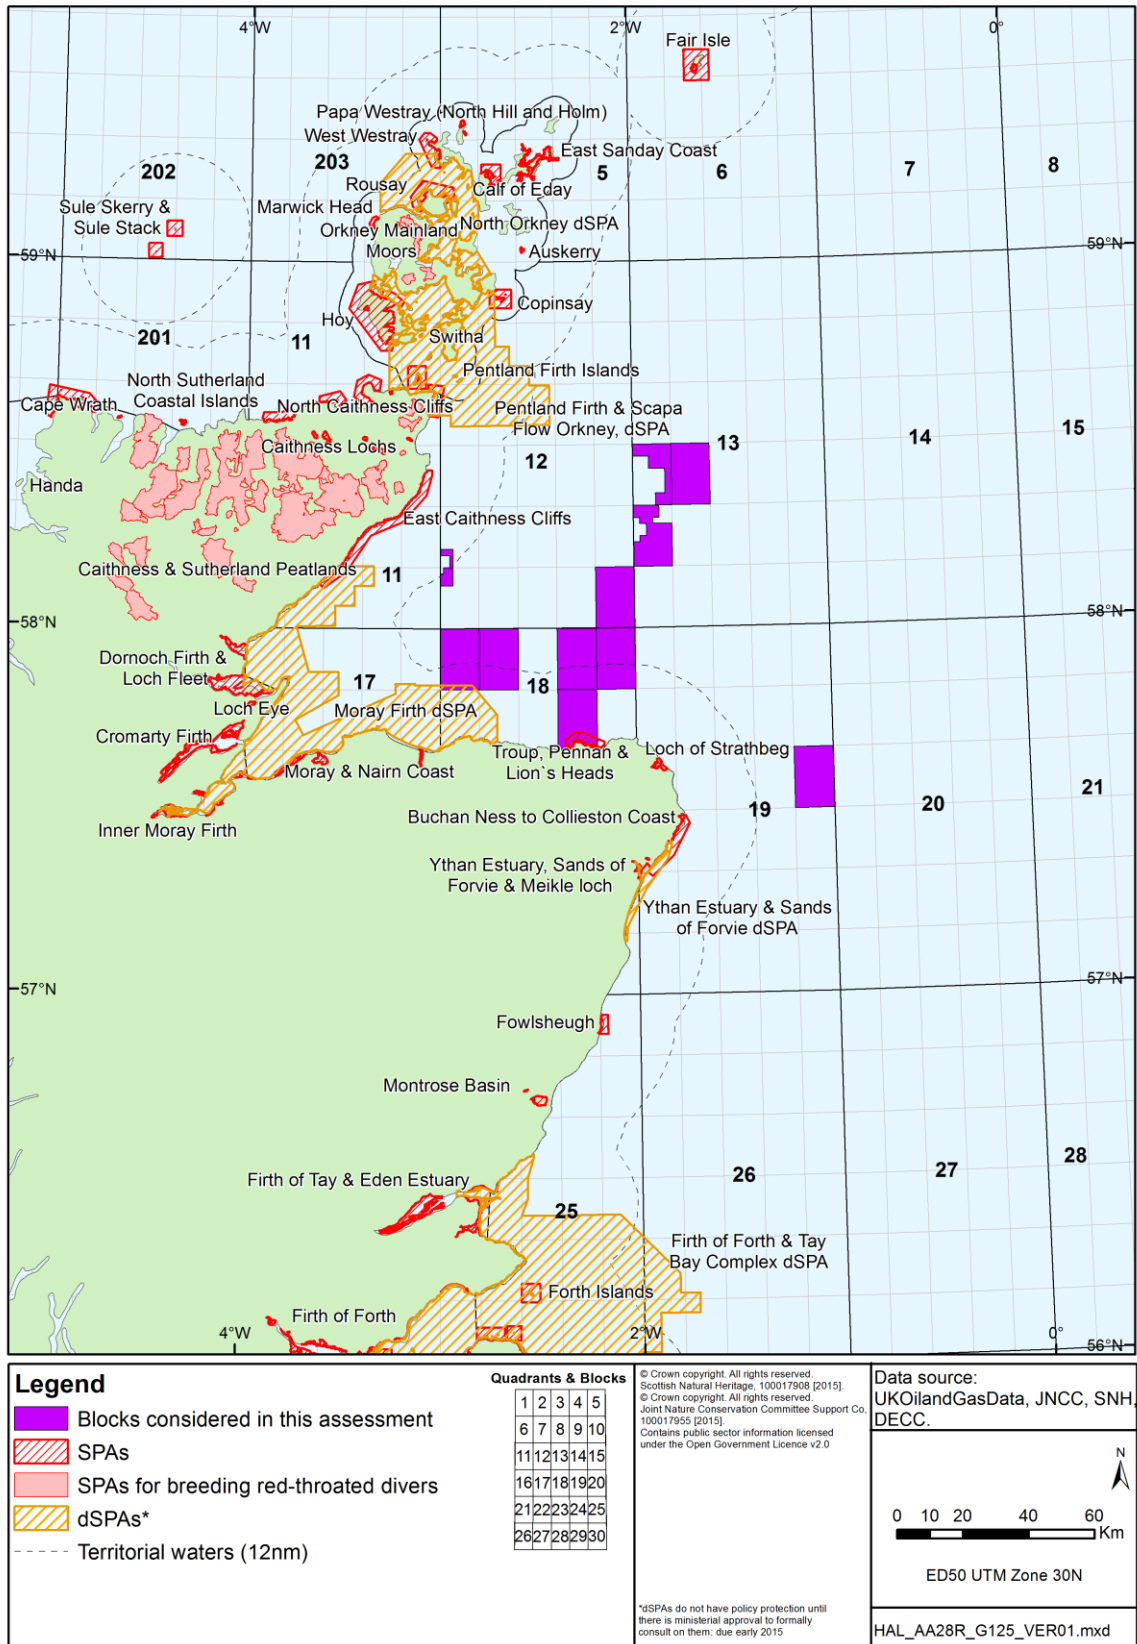 4°W
2°W
0°
Fair Isle
Papa Westray (North Hill and Holm)
West Westray
East Sanday Coast
202
203
5
6
7
8
Rousay
Calf of Eday
Sule Skerry &
Sule Stack
Marwick Head
Orkney Mainland
Moors
North Orkney dSPA
59°N
Auskerry
59°N
Copinsay
Hoy
201
11
Switha
Pentland Firth Islands
North Sutherland
Coastal Islands
Cape Wrath
North Caithness Cliffs
Pentland Firth & Scapa
Flow Orkney, dSPA
Caithness Lochs
12
13
14
15
Handa
East Caithness Cliffs
Caithness & Sutherland Peatlands
11
58°N
58°N
Dornoch Firth &
Loch Fleet
17
18
Loch Eye
Moray Firth dSPA
Cromarty Firth
Moray & Nairn Coast
Troup, Pennan &
Lion`s Heads
Loch of Strathbeg
Inner Moray Firth
Buchan Ness to Collieston Coast
19
20
21
Ythan Estuary, Sands of
Forvie & Meikle loch
Ythan Estuary & Sands
of Forvie dSPA
57°N
57°N
Fowlsheugh
Montrose Basin
Firth of Tay & Eden Estuary
25
26
27
28
Firth of Forth & Tay
Bay Complex dSPA
Forth Islands
Firth of Forth
4°W
2°W
0°
56°N
Legend
Blocks considered in this assessment
SPAs
SPAs for breeding red-throated divers
dSPAs*
Territorial waters (12nm)
Quadrants & Blocks
1 2 3 4 5
6 7 8 9 10
11 12 13 14 15
16 17 18 19 20
21 22 23 24 25
26 27 28 29 30
© Crown copyright. All rights reserved.
Scottish Natural Heritage, 100017908 [2015].
© Crown copyright. All rights reserved.
Joint Nature Conservation Committee Support Co,
100017955 [2015].
Contains public sector information licensed
under the Open Government Licence v2.0
*dSPAs do not have policy protection until
there is ministerial approval to formally
consult on them: due early 2015
Data source:
UKOilandGasData, JNCC, SNH,
DECC.
N
0 10 20 40 60
Km
ED50 UTM Zone 30N
HAL_AA28R_G125_VER01.mxd